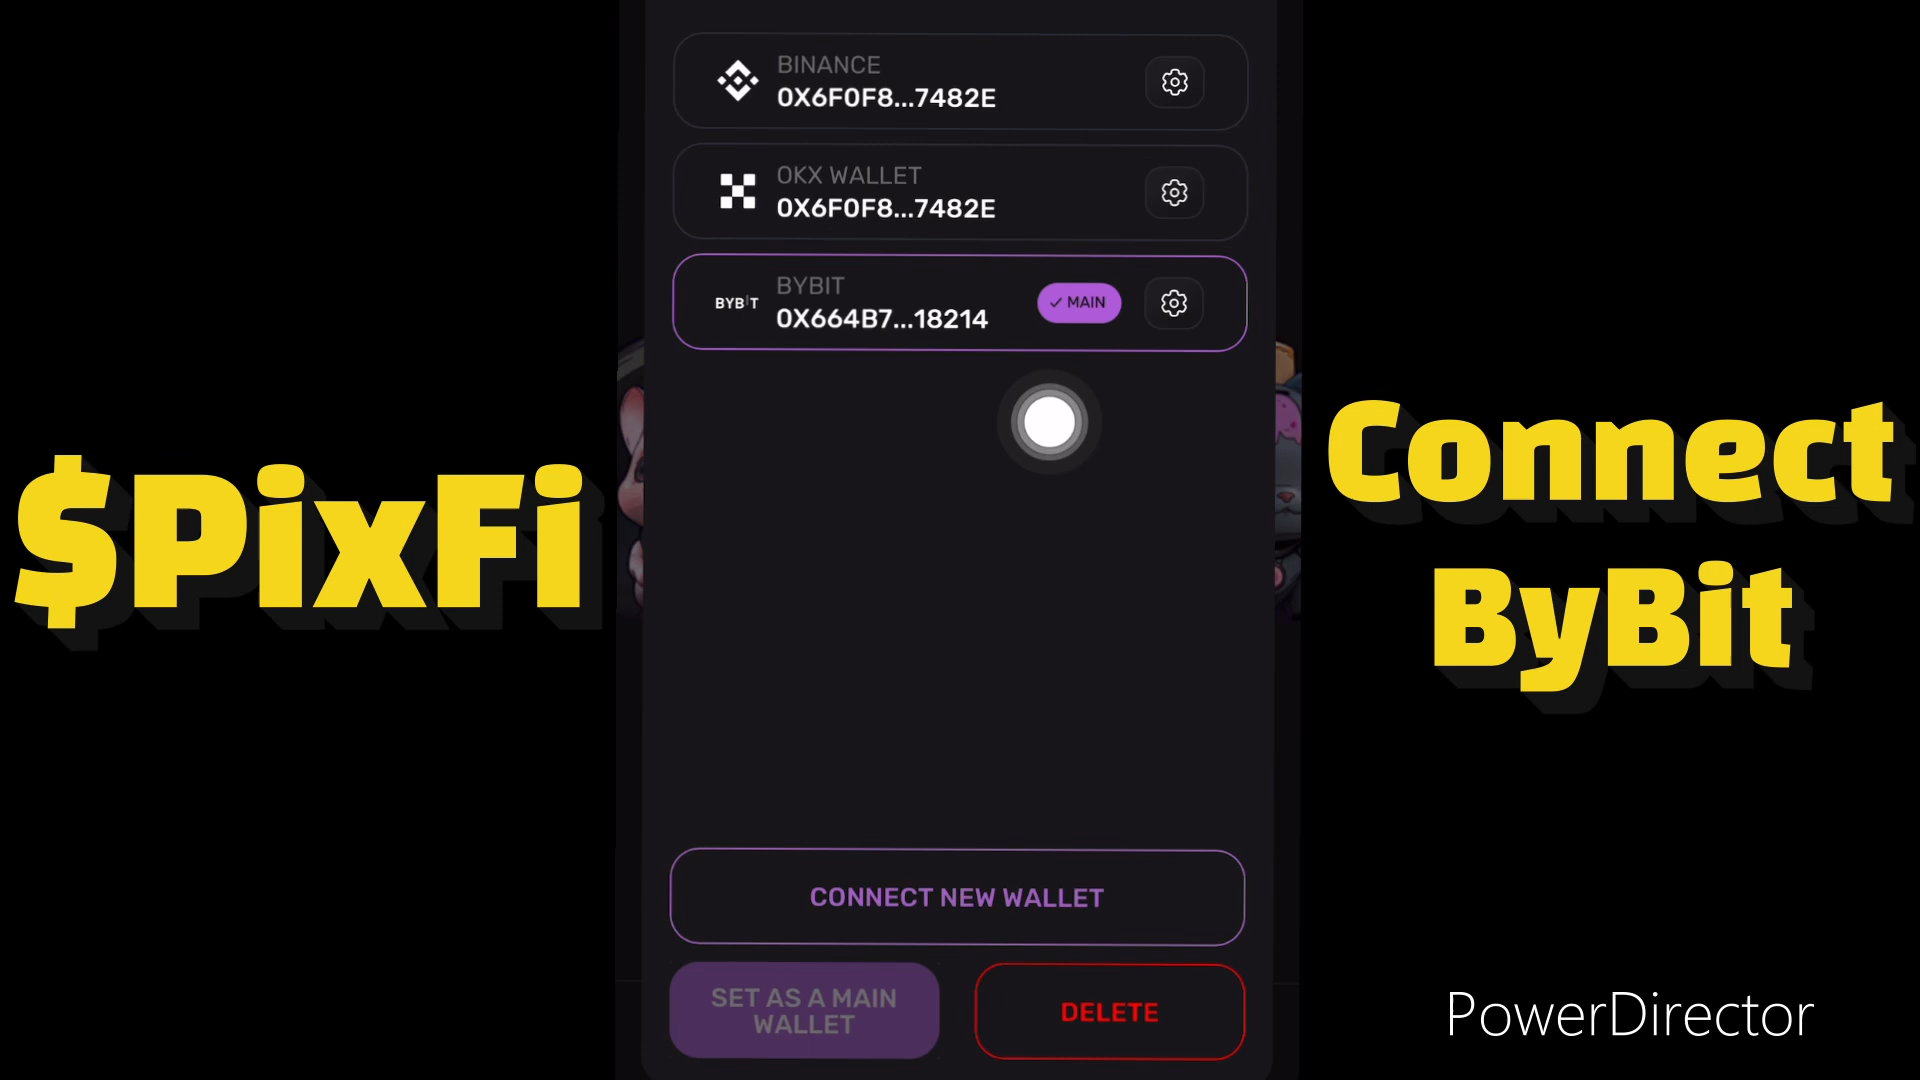 $PixFi
BINANCE
0X6F0F8...7482E
OKX WALLET
0X6F0F8...7482E
BYBIT
BYBIT
0X664B7...18214
MAIN
CONNECT NEW WALLET
SET AS A MAIN
WALLET
DELETE
Connect
ByBit
PowerDirector